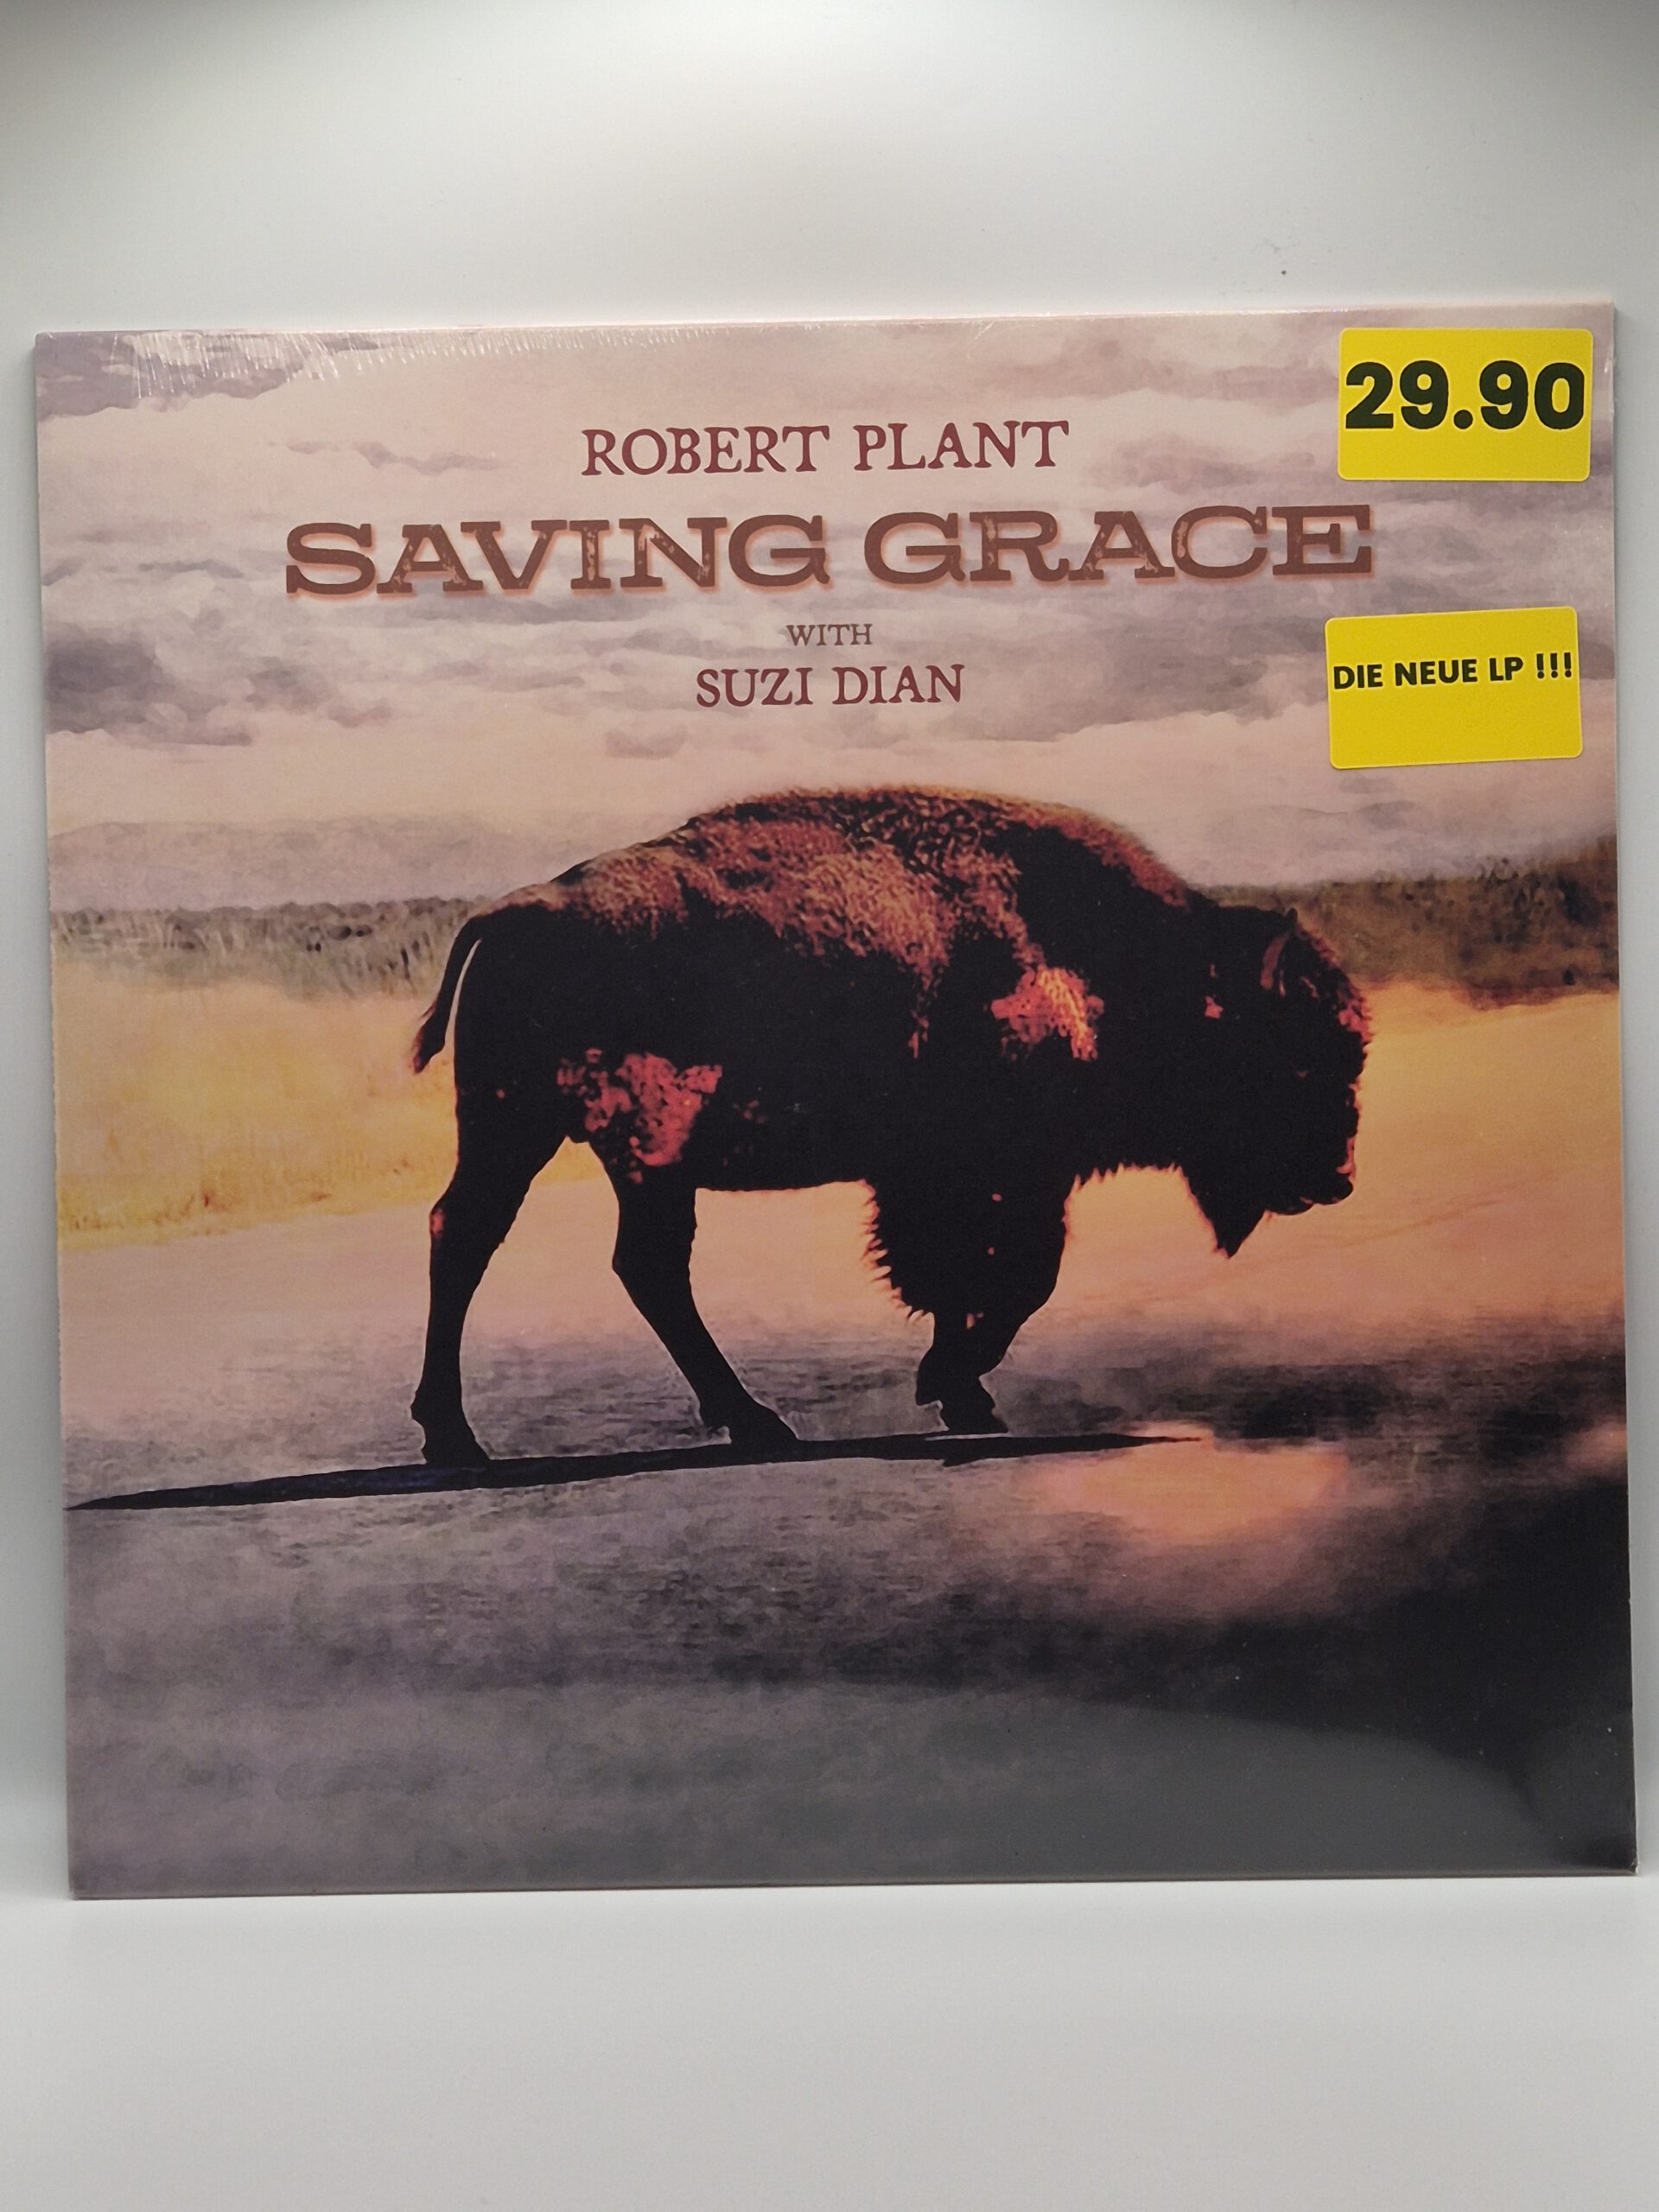 29.90
ROBERT PLANT
SAVING GRACE
WITH
SUZI DIAN
DIE NEUE LP !!!